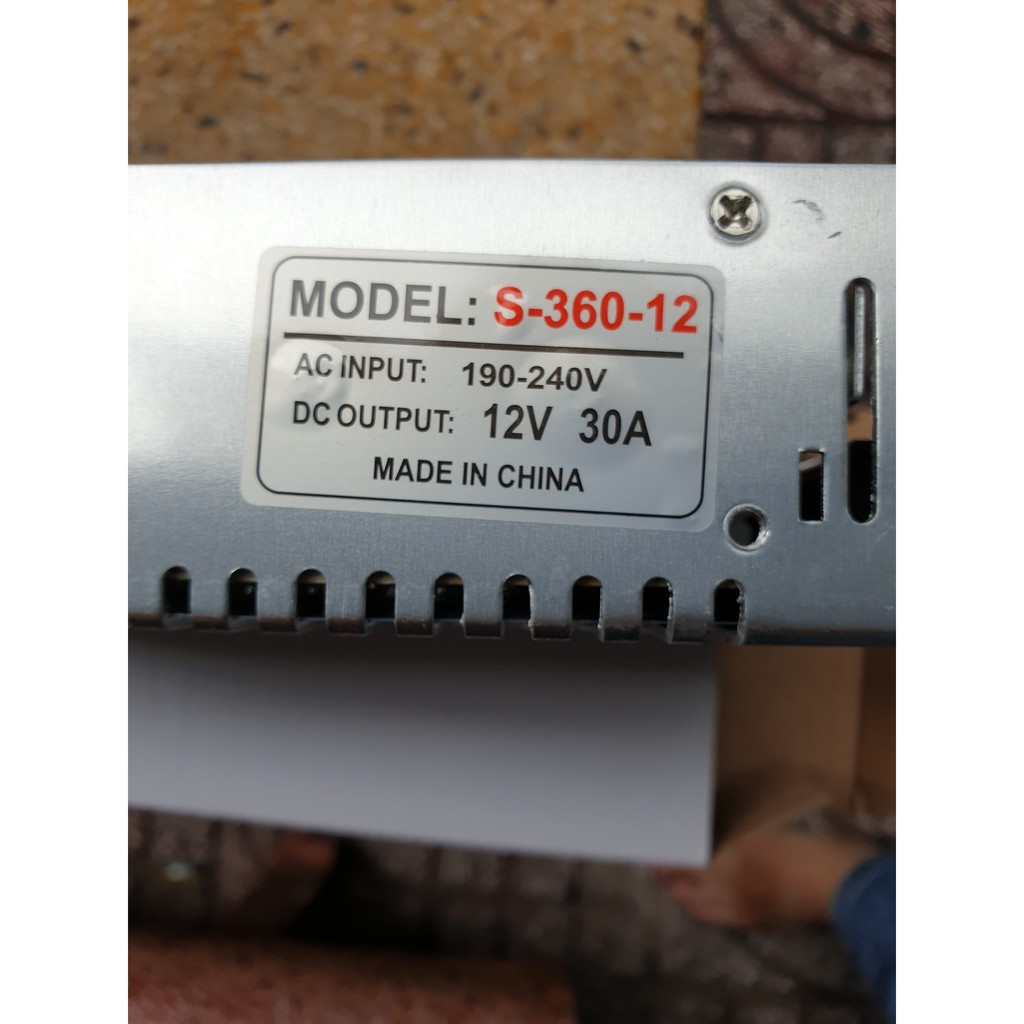 MODEL: S-360-12
AC INPUT: 190-240V
DC OUTPUT: 12V 30A
MADE IN CHINA